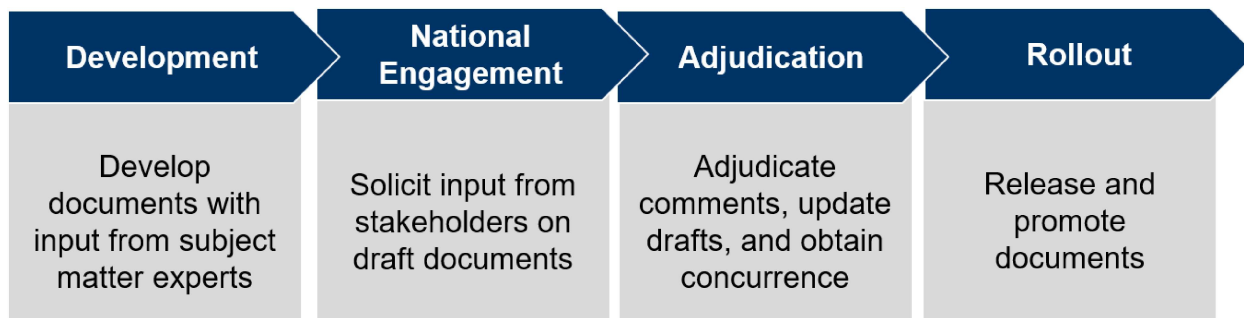 Development
National
Engagement
Adjudication
Rollout
Develop
documents with
input from subject
matter experts
Solicit input from
stakeholders on
draft documents
Adjudicate
comments, update
drafts, and obtain
concurrence
Release and
promote
documents